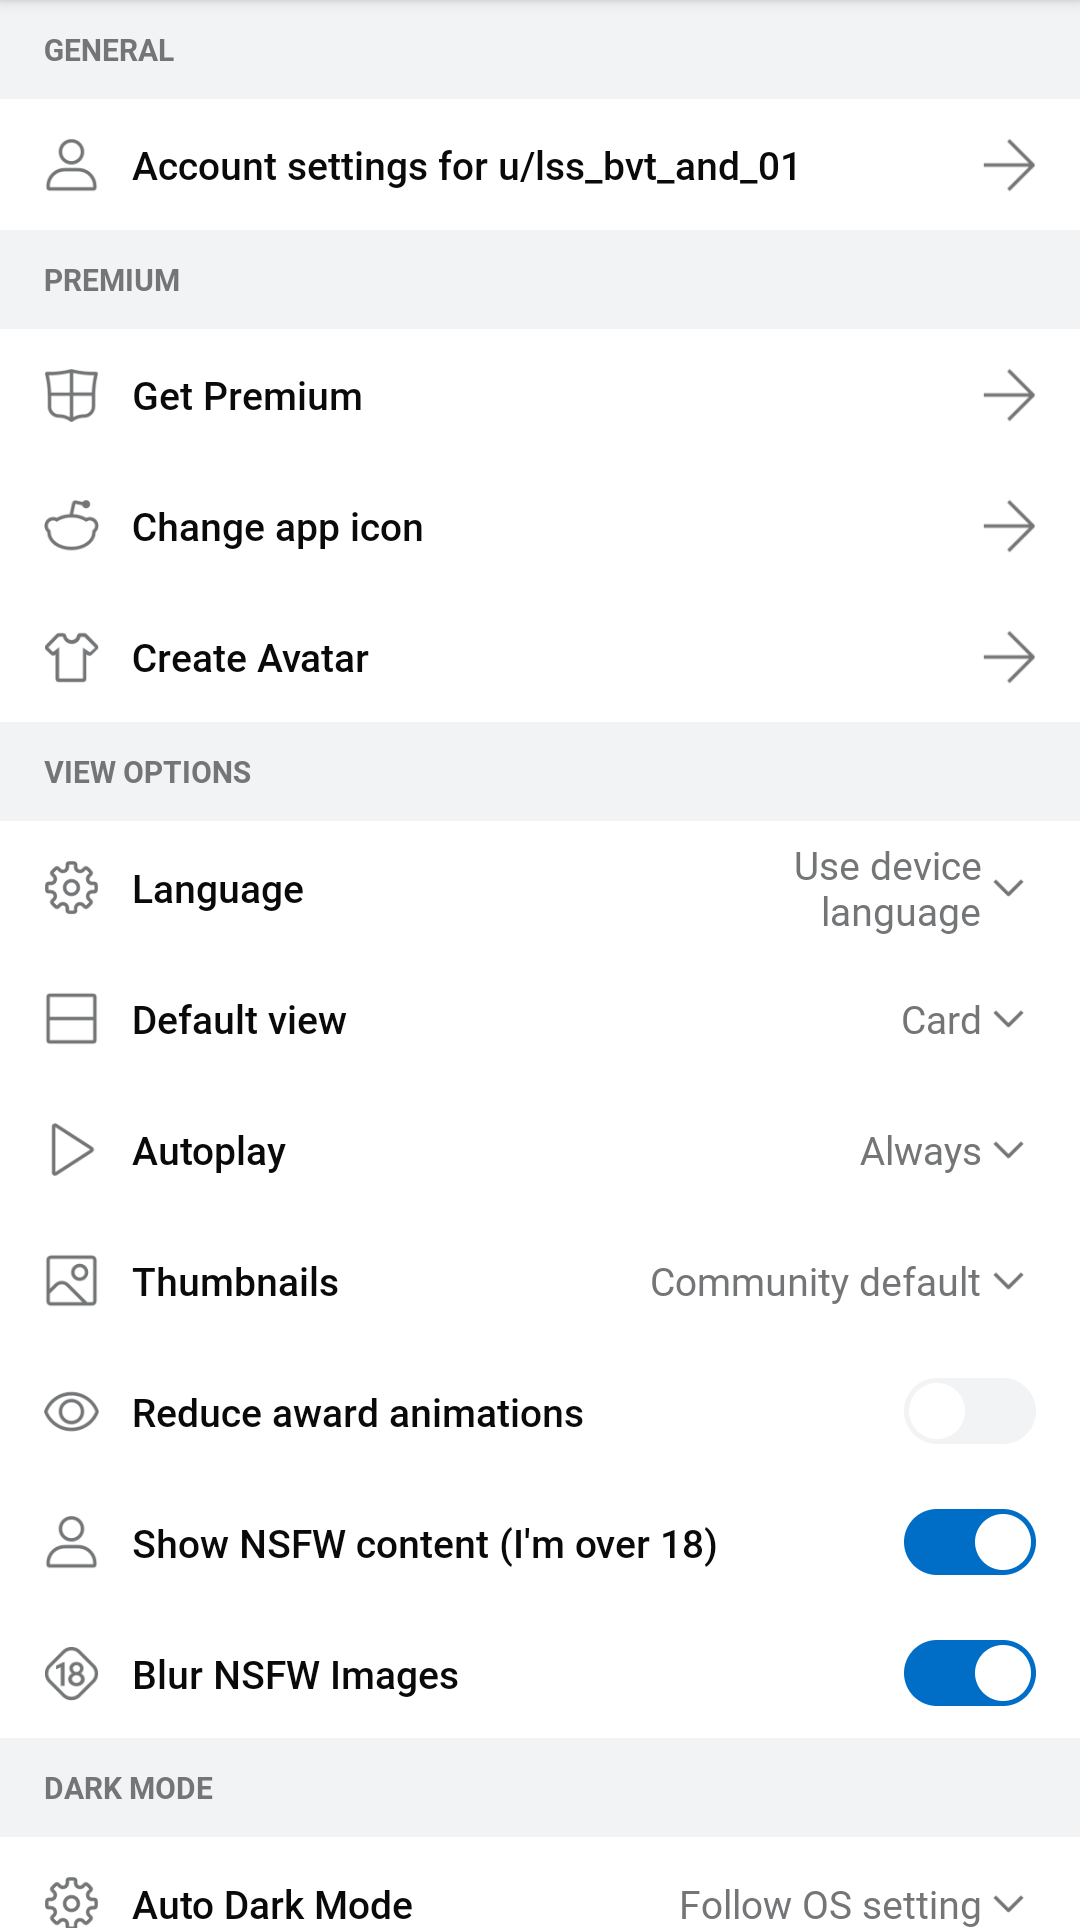 GENERAL
Account settings for u/lss_bvt_and_01
PREMIUM
Get Premium
Change app icon
Create Avatar
VIEW OPTIONS
Language
Use device
language
Default view
Card
Autoplay
Always
Thumbnails
Community default
Reduce award animations
Show NSFW content (I'm over 18)
18
Blur NSFW Images
DARK MODE
Auto Dark Mode
Follow OS setting